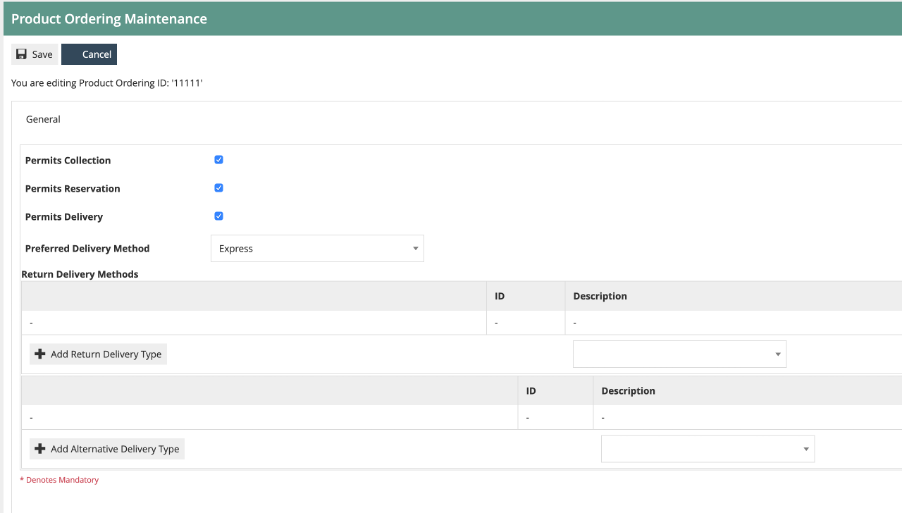 Product Ordering Maintenance
Save Cancel
You are editing Product Ordering ID: '11111'
General
Permits Collection
Permits Reservation
Permits Delivery
Preferred Delivery Method Express
Return Delivery Methods
ID Description
- - -
Add Return Delivery Type
ID Description
- - -
Add Alternative Delivery Type
* Denotes Mandatory